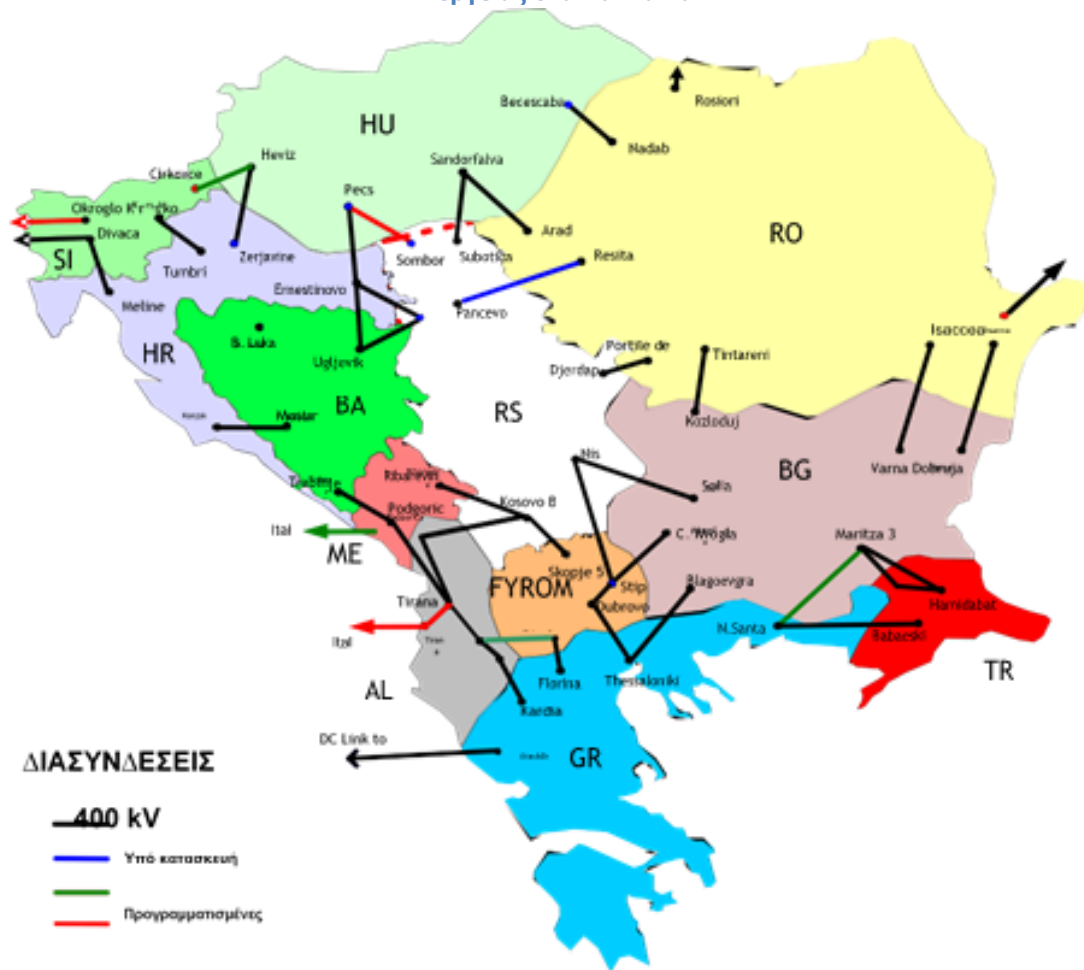 HU
Becescaba
Rosiori
Nadab
Heviz
Sandorfalva
Cirkovce
Pecs
Okroglo
Divaca
Arad
RO
SI
Tumbri
Zerjavine
Sombor
Subotica
Resita
Ernestinovo
Meline
Pancevo
Isaccea
B. Luka
HR
Ugljevik
Portile de
Tintareni
Djerdap
BA
RS
Mostar
Kozloduj
Nis
BG
Varna
Ribarevin
Sofia
Podgoric
Kosovo B
Maritza 3
Ital
ME
Skopje 5
FYROM
Stip
Blagoevgra
Hamidabat
Tirana
Dubrovo
N.Santa
Babaeski
Ital
AL
Florina
Thessaloniki
TR
Kardia
DC Link to
GR
ΔΙΑΣΥΝΔΕΣΕΙΣ
400 kV
Υπό κατασκευή
Προγραμματισμένες